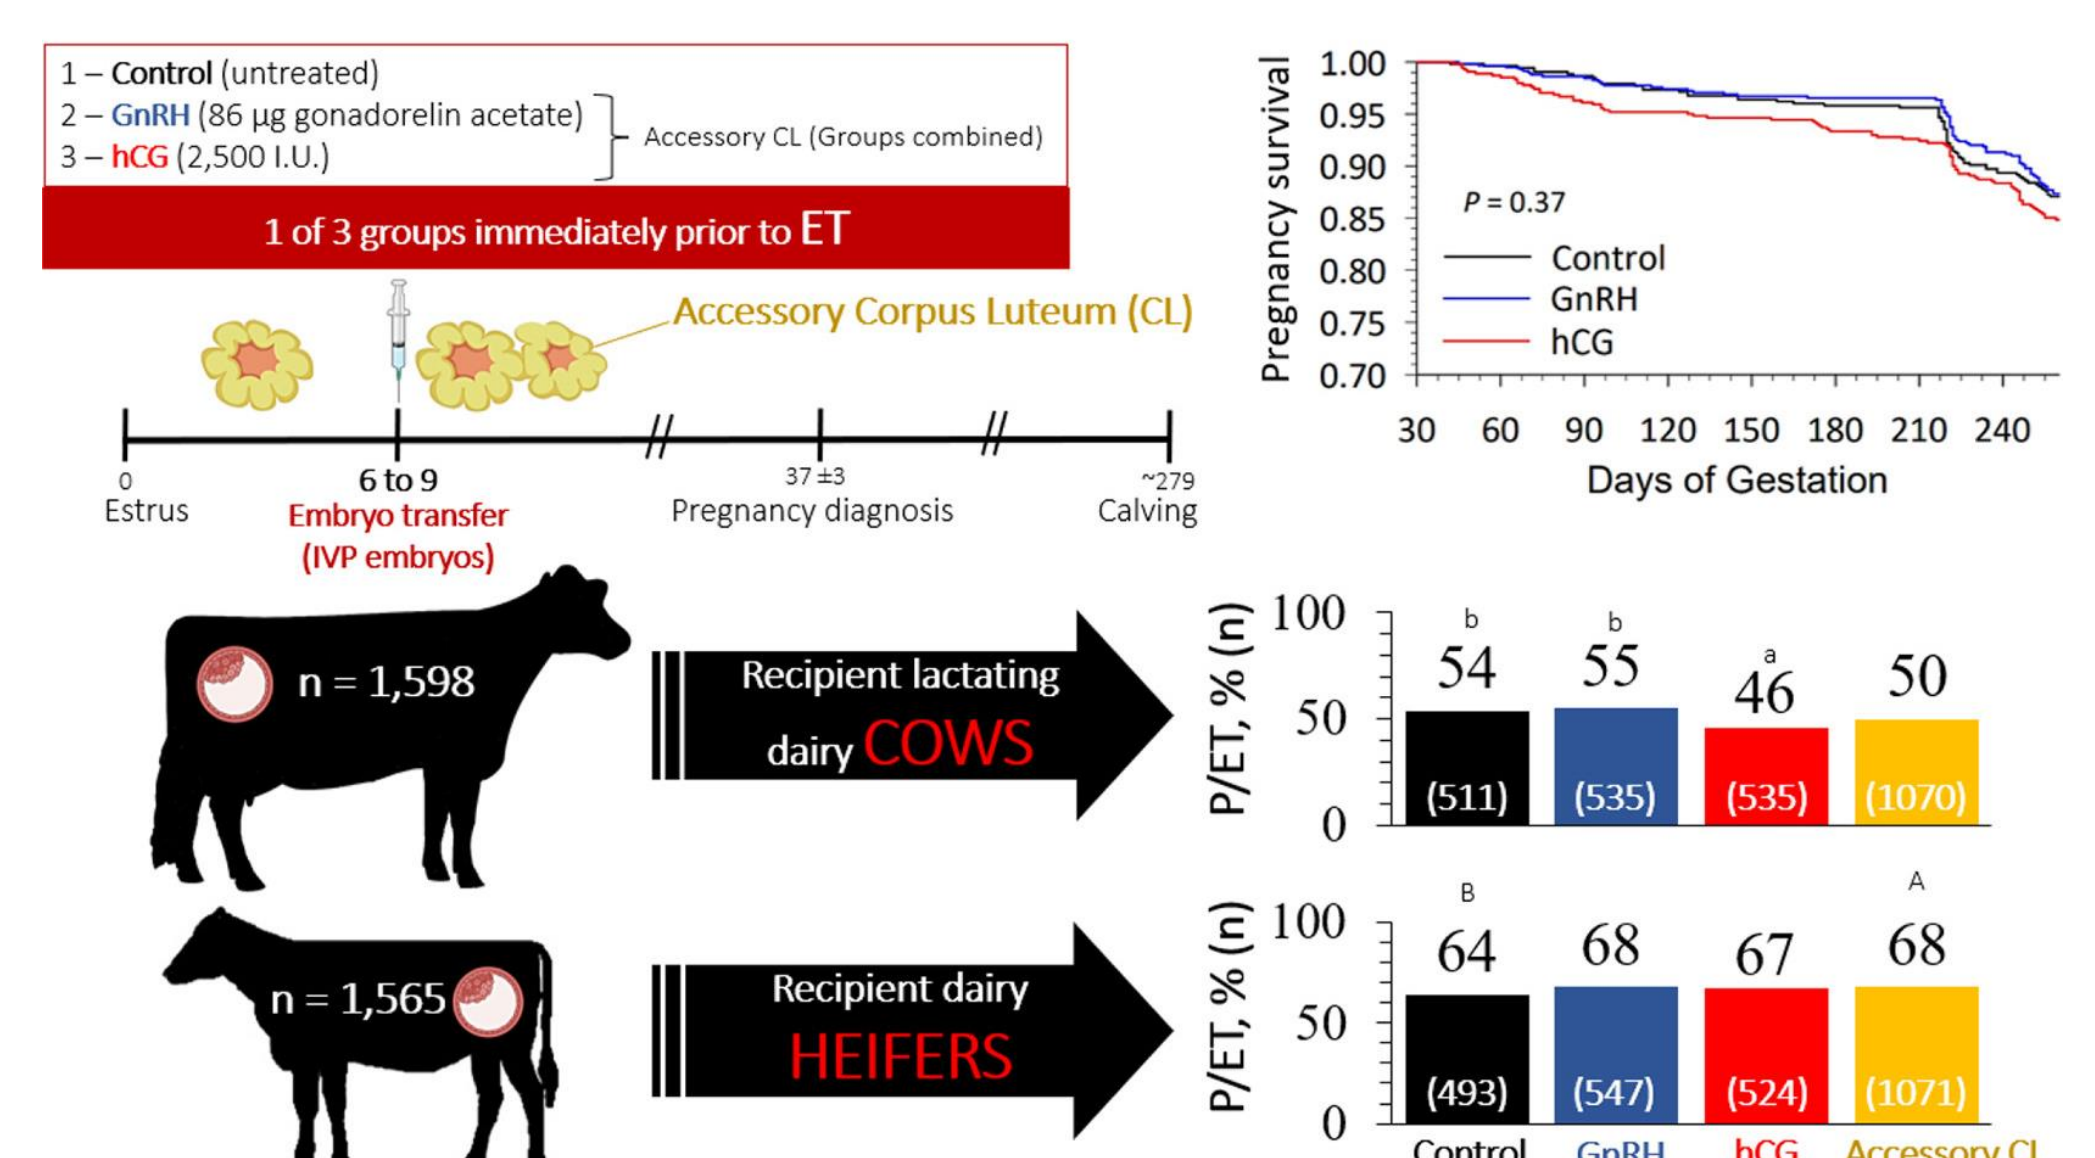 1 – Control (untreated)
2 – GnRH (86 µg gonadorelin acetate)
3 – hCG (2,500 I.U.)
Accessory CL (Groups combined)
1 of 3 groups immediately prior to ET
Accessory Corpus Luteum (CL)
0
Estrus
6 to 9
Embryo transfer
(IVP embryos)
37 ±3
Pregnancy diagnosis
~279
Calving
Pregnancy survival
1.00
0.95
0.90
0.85
0.80
0.75
0.70
P = 0.37
Control
GnRH
hCG
30 60 90 120 150 180 210 240
Days of Gestation
n = 1,598
Recipient lactating
dairy COWS
P/ET, % (n)
100
50
0
b b a
54 55 46 50
(511) (535) (535) (1070)
n = 1,565
Recipient dairy
HEIFERS
P/ET, % (n)
100
50
0
B A
64 68 67 68
(493) (547) (524) (1071)
Control GnRH hCG Accessory CL